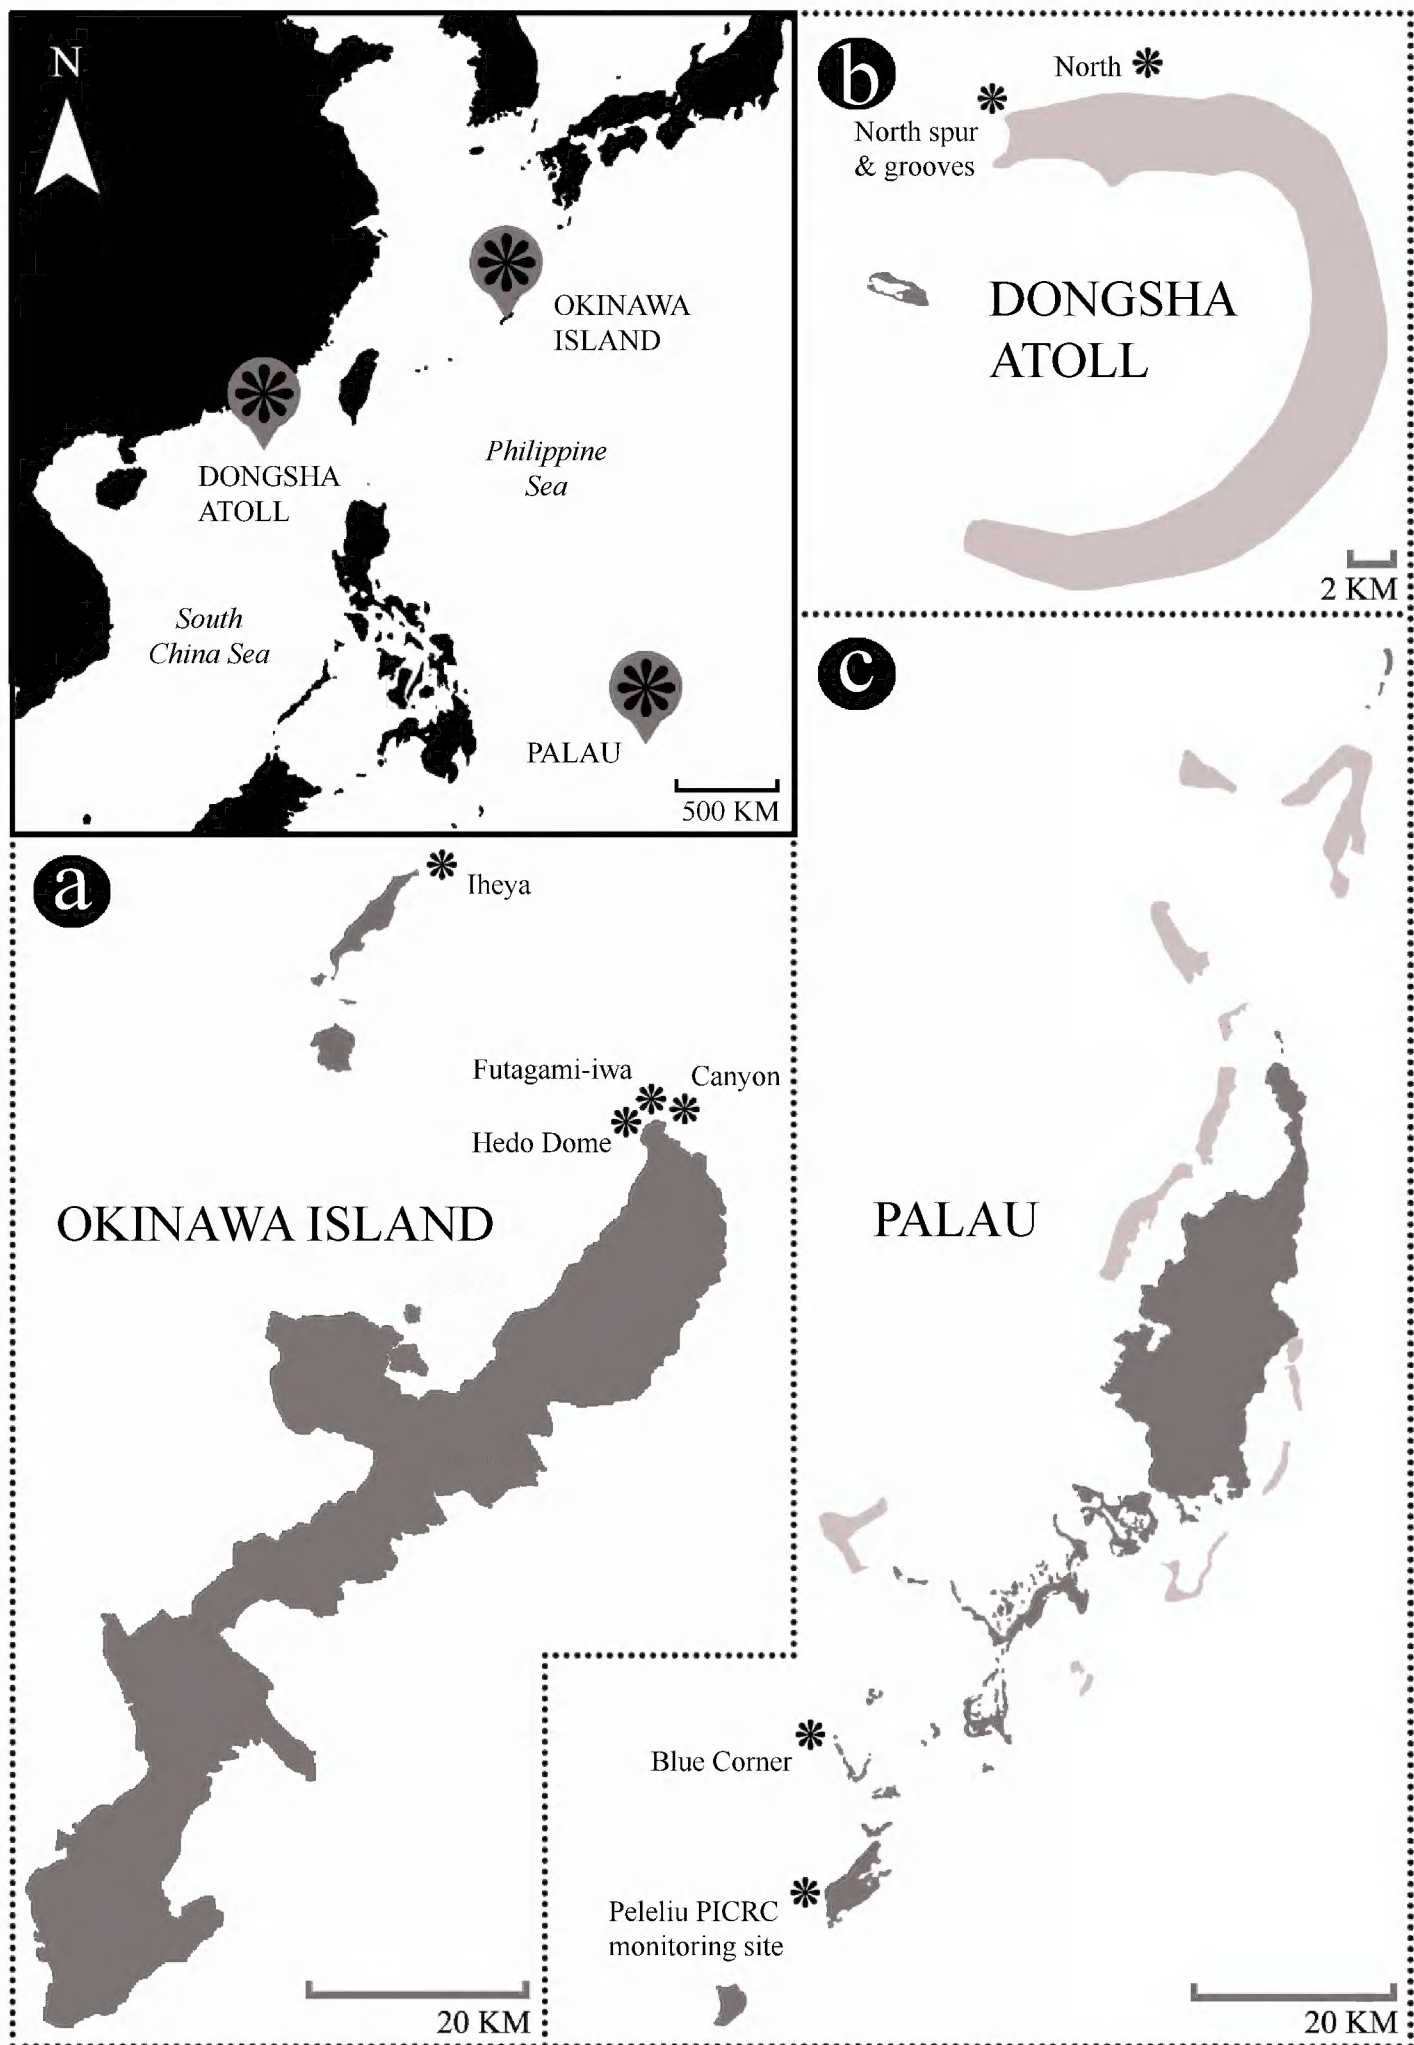 N
OKINAWA
ISLAND
DONGSHA
ATOLL
Philippine
Sea
South
China Sea
PALAU
500 KM
b
North
North spur
& grooves
DONGSHA
ATOLL
2 KM
a
Iheya
Futagami-iwa
Canyon
Hedo Dome
OKINAWA ISLAND
20 KM
c
PALAU
Blue Corner
Peleliu PICRC
monitoring site
20 KM